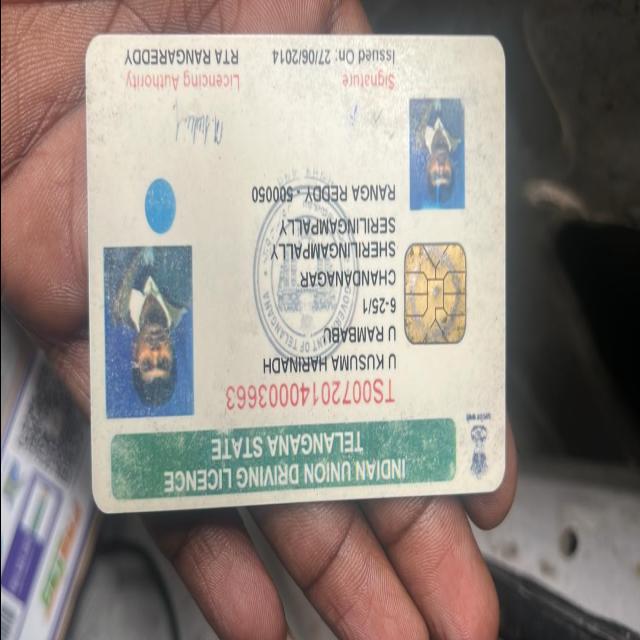 INDIAN UNION DRIVING LICENCE
TELANGANA STATE
TS00720140003663
U KUSUMA HARINADH
U RAMBABU
6-25/1
CHANDANAGAR
SHERILINGAMPALLY
SERILINGAMPALLY
RANGA REDDY 500050
GOVERNMENT OF TELANGANA
Signature
Licencing Authority
Issued On: 27/06/2014
RTA RANGAREDDY